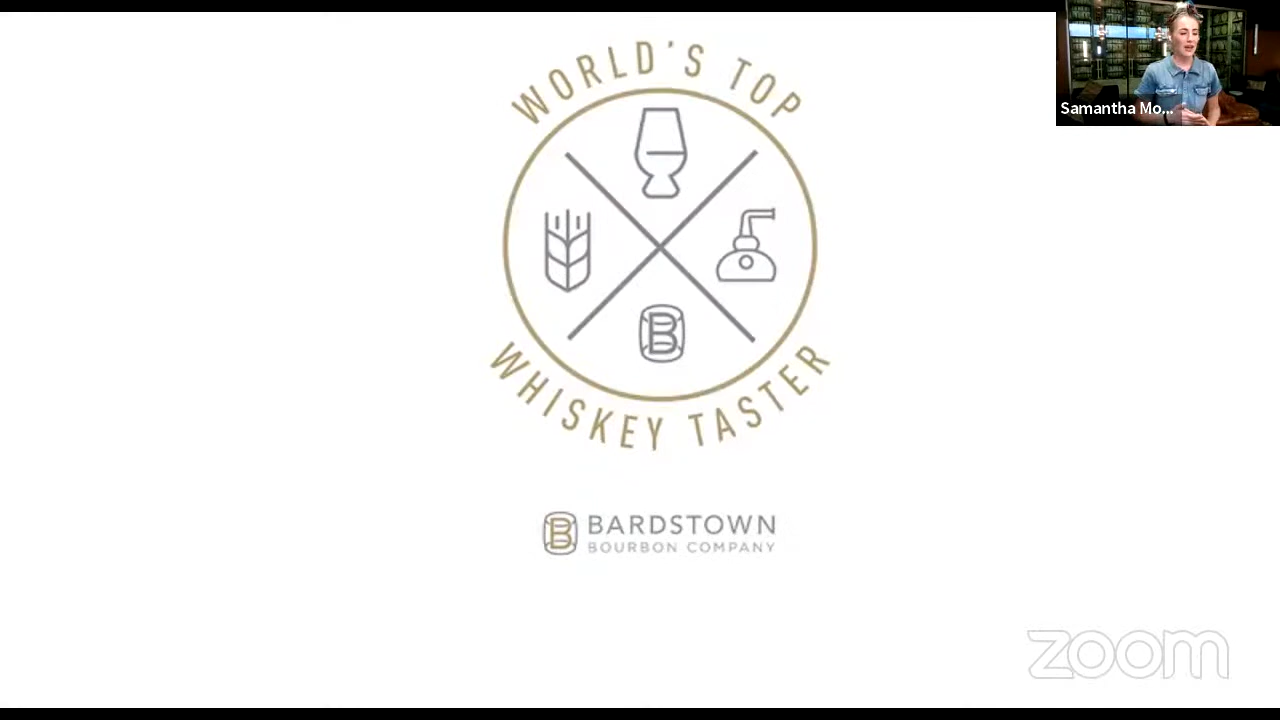 WORLD'S TOP
Samantha Mo...
B
WHISKEY TASTER
B BARDSTOWN
BOURBON COMPANY
zoom